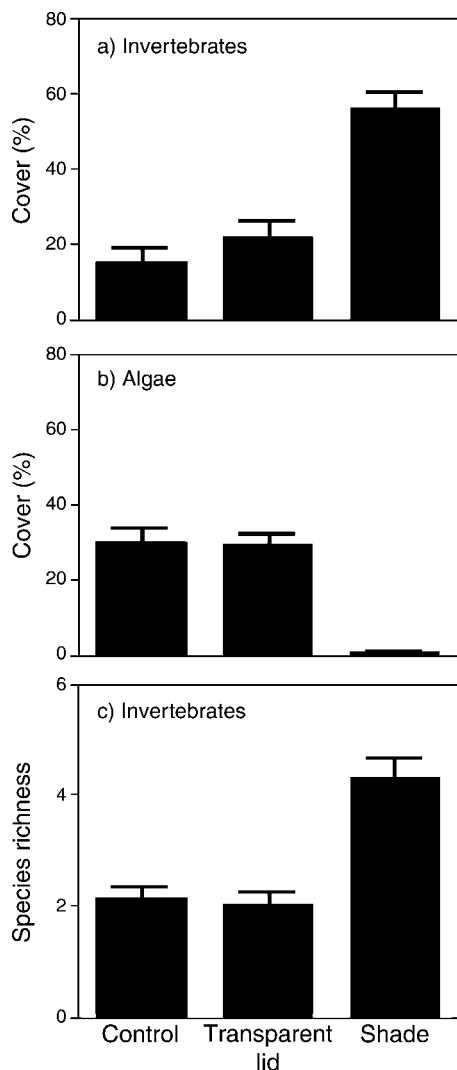 80
a) Invertebrates
60
Cover (%)
40
20
0
80
b) Algae
60
Cover (%)
40
20
0
6
c) Invertebrates
4
Species richness
2
0
Control Transparent lid Shade